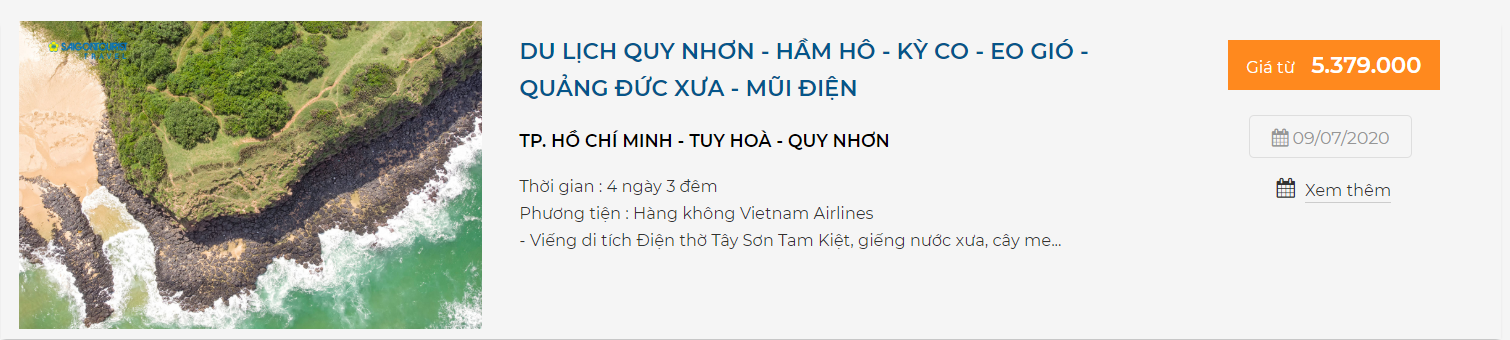 DU LỊCH QUY NHƠN - HẦM HÔ - KỲ CO - EO GIÓ -
QUẢNG ĐỨC XƯA - MŨI ĐIỆN
TP. HỒ CHÍ MINH - TUY HOÀ - QUY NHƠN
Thời gian : 4 ngày 3 đêm
Phương tiện : Hàng không Vietnam Airlines
- Viếng di tích Điện thờ Tây Sơn Tam Kiệt, giếng nước xưa, cây me...
Giá từ 5.379.000
09/07/2020
Xem thêm